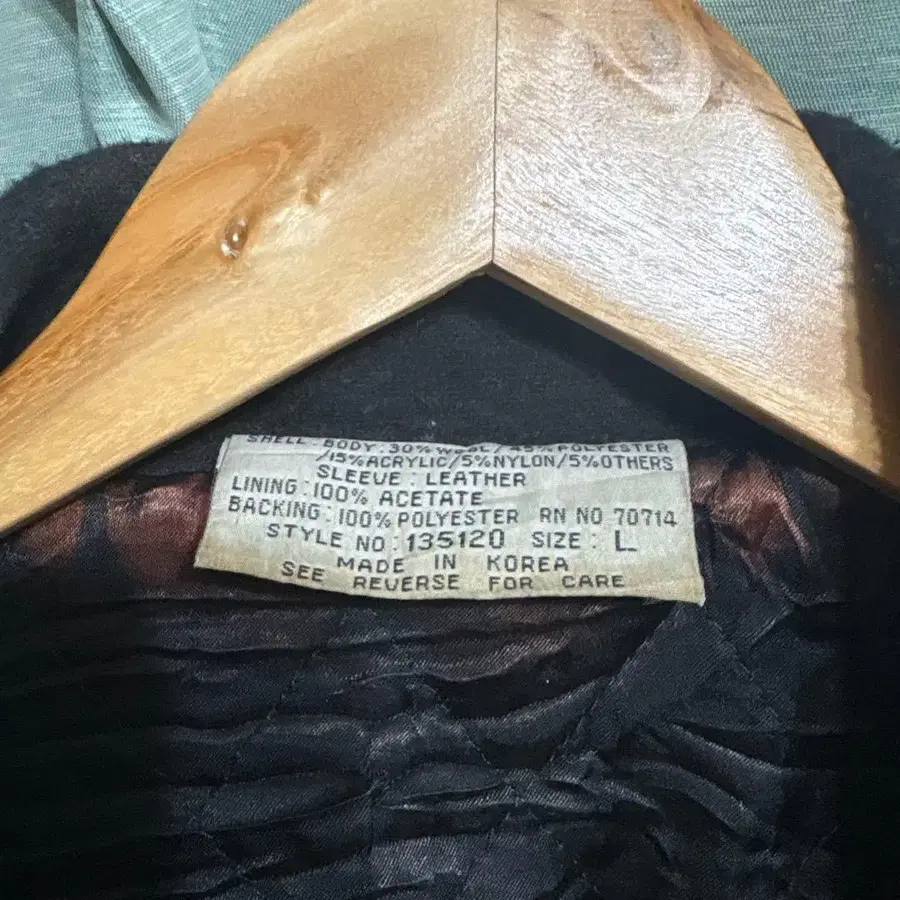 SHELL: BODY: 30% WOOL/45% POLYESTER
/15%ACRYLIC/5%NYLON/5%OTHERS
SLEEVE: LEATHER
LINING: 100% ACETATE
BACKING: 100% POLYESTER RN NO 70714
STYLE NO: 135120 SIZE: L
MADE IN KOREA
SEE REVERSE FOR CARE